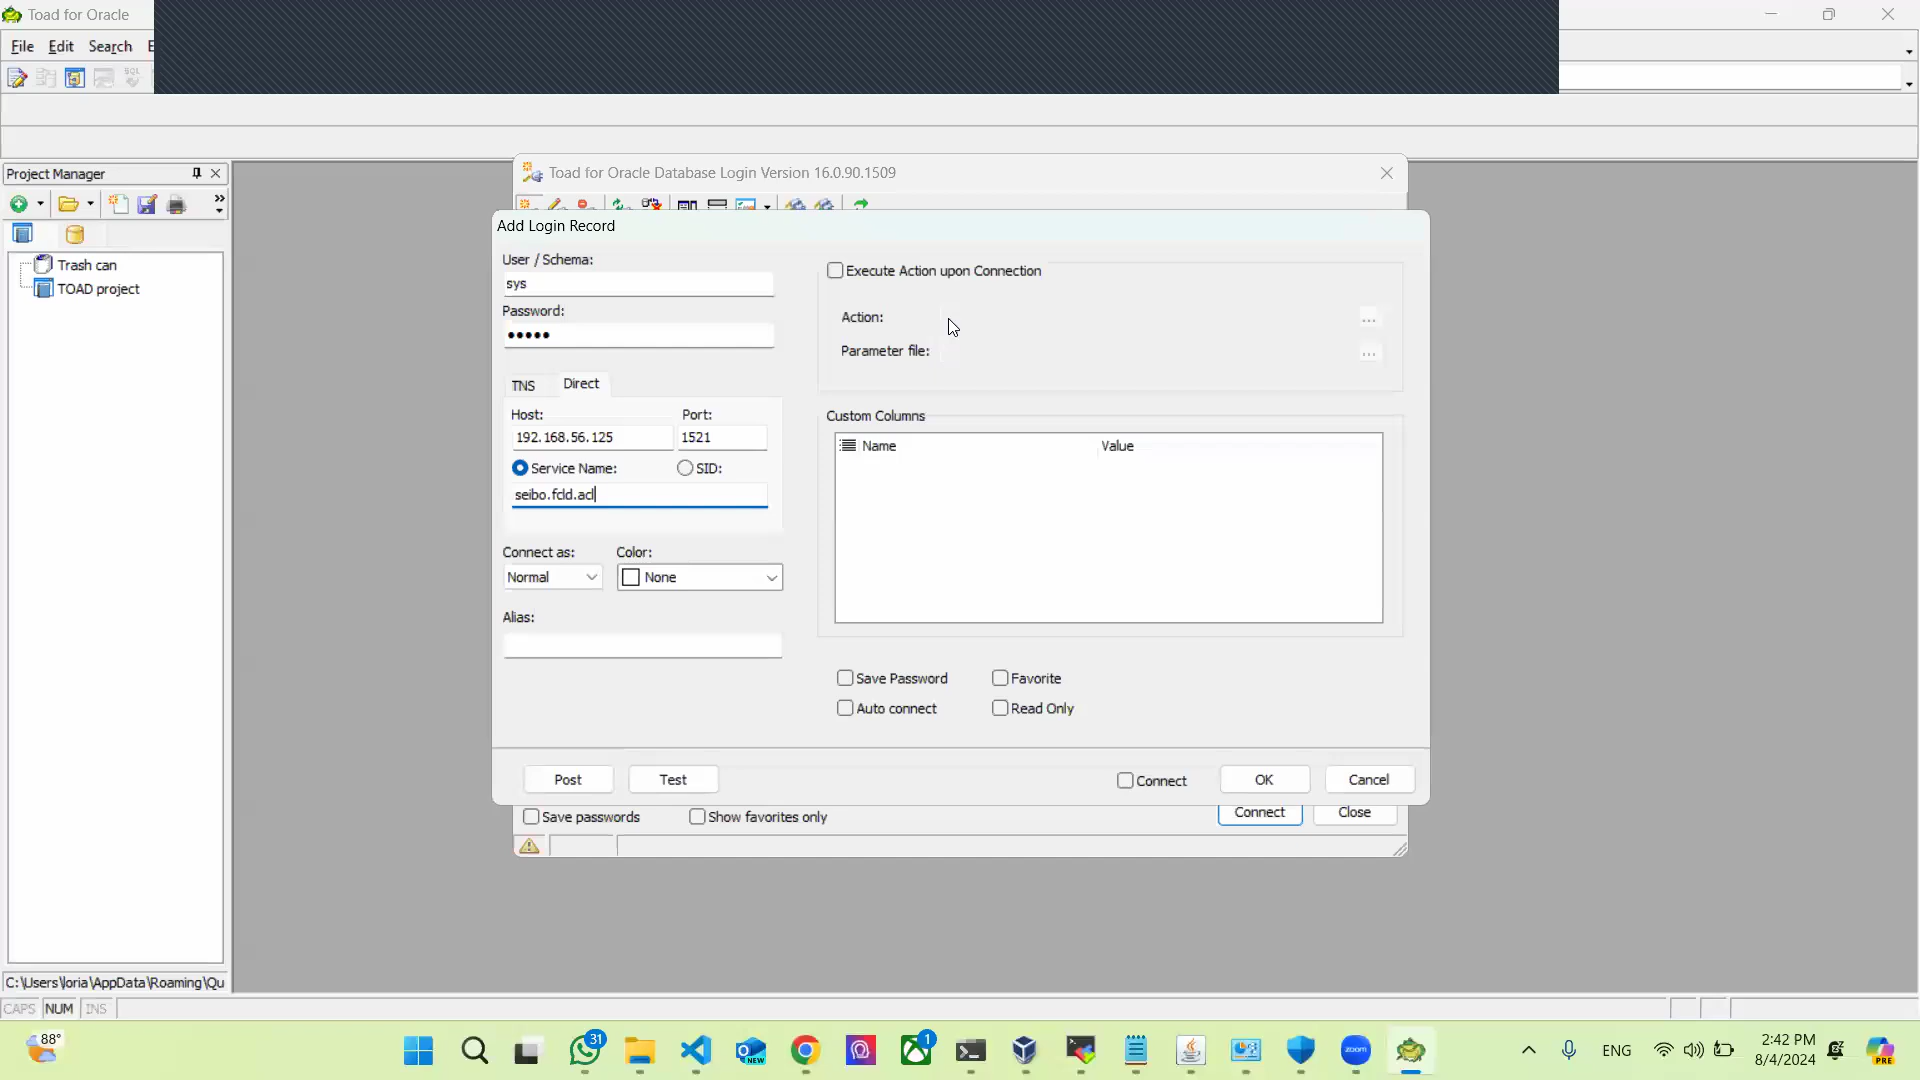 Toad for Oracle
File Edit Search E
SQL
Project Manager
Trash can
TOAD project
C:\Users\loria\AppData\Roaming\Qu
CAPS NUM INS
Toad for Oracle Database Login Version 16.0.90.1509
Add Login Record
User / Schema:
sys
Password:
•••••
TNS Direct
Host: Port:
192.168.56.125 1521
Service Name: SID:
seibo.fcld.acl
Connect as: Color:
Normal None
Alias:
Execute Action upon Connection
Action: ...
Parameter file: ...
Custom Columns
Name Value
Save Password Favorite
Auto connect Read Only
Post Test Connect OK Cancel
Save passwords Show favorites only Connect Close
88°
31
NEW
1
zoom
ENG
2:42 PM
8/4/2024
PRE